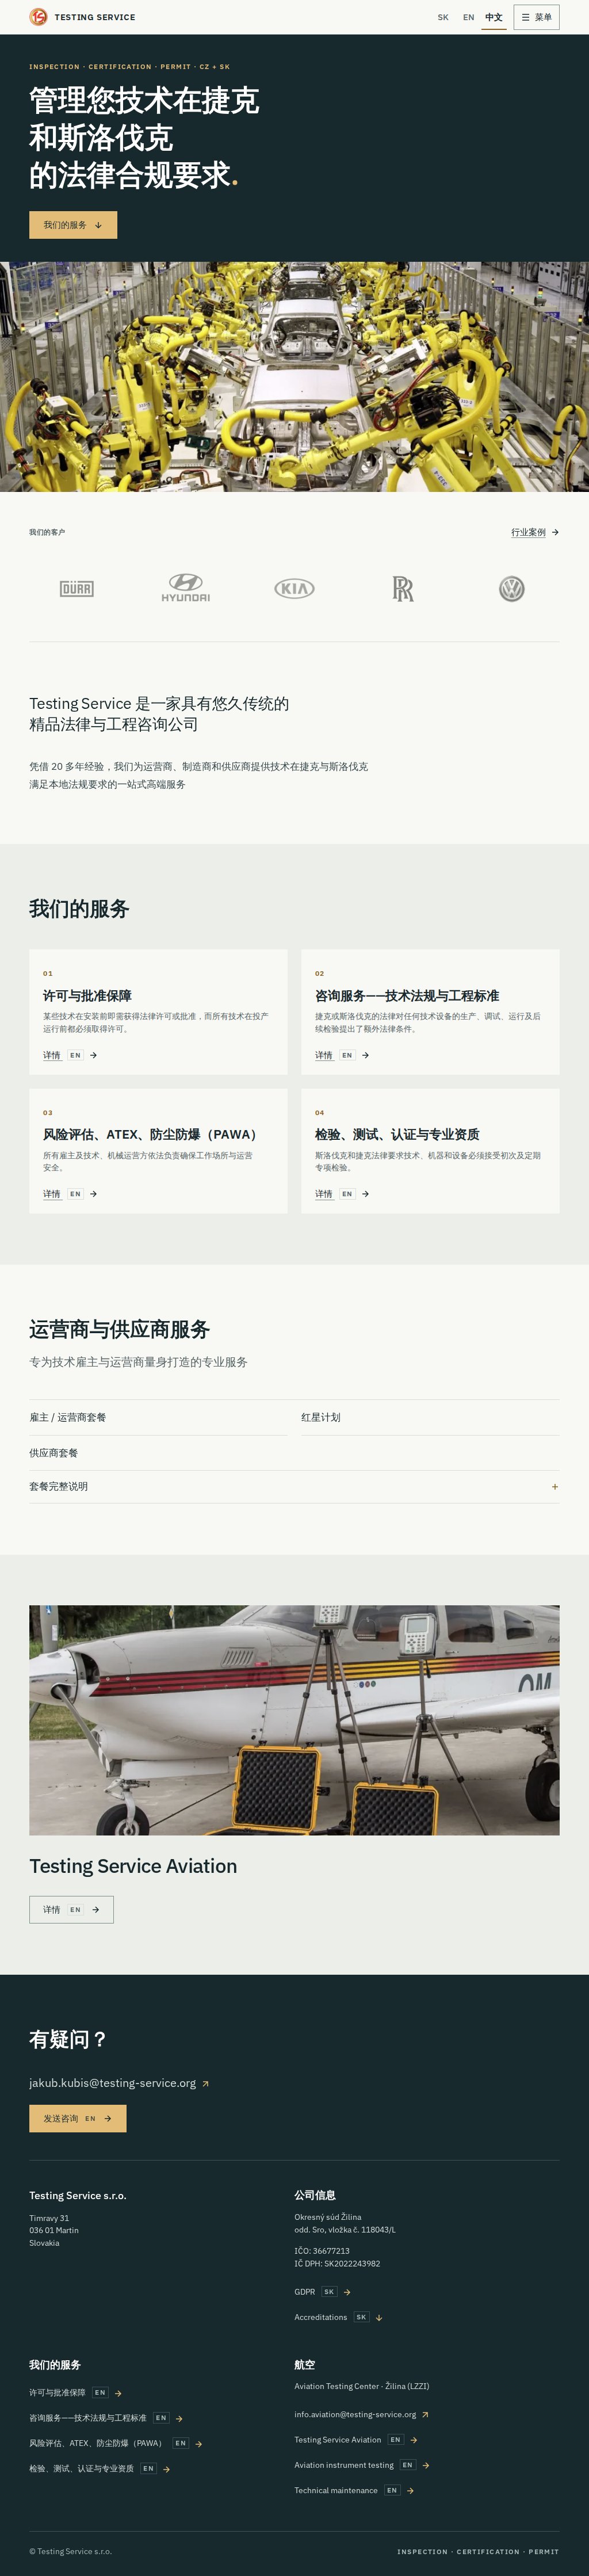 TESTING SERVICE
SK EN 中文 菜单
INSPECTION · CERTIFICATION · PERMIT · CZ + SK
管理您技术在捷克
和斯洛伐克
的法律合规要求.
我们的服务
我们的客户
行业案例
DÜRR
HYUNDAI
KIA
RR
VW
Testing Service 是一家具有悠久传统的
精品法律与工程咨询公司
凭借 20 多年经验，我们为运营商、制造商和供应商提供技术在捷克与斯洛伐克
满足本地法规要求的一站式高端服务
我们的服务
01
许可与批准保障
某些技术在安装前即需获得法律许可或批准，而所有技术在投产
运行前都必须取得许可。
详情 EN
02
咨询服务——技术法规与工程标准
捷克或斯洛伐克的法律对任何技术设备的生产、调试、运行及后
续检验提出了额外法律条件。
详情 EN
03
风险评估、ATEX、防尘防爆（PAWA）
所有雇主及技术、机械运营方依法负责确保工作场所与运营
安全。
详情 EN
04
检验、测试、认证与专业资质
斯洛伐克和捷克法律要求技术、机器和设备必须接受初次及定期
专项检验。
详情 EN
运营商与供应商服务
专为技术雇主与运营商量身打造的专业服务
雇主 / 运营商套餐
红星计划
供应商套餐
套餐完整说明 +
OM
Testing Service Aviation
详情 EN
有疑问？
jakub.kubis@testing-service.org
发送咨询 EN
Testing Service s.r.o.
Timravy 31
036 01 Martin
Slovakia
公司信息
Okresný súd Žilina
odd. Sro, vložka č. 118043/L
IČO: 36677213
IČ DPH: SK2022243982
GDPR SK
Accreditations SK
我们的服务
许可与批准保障 EN
咨询服务——技术法规与工程标准 EN
风险评估、ATEX、防尘防爆（PAWA） EN
检验、测试、认证与专业资质 EN
航空
Aviation Testing Center · Žilina (LZZI)
info.aviation@testing-service.org
Testing Service Aviation EN
Aviation instrument testing EN
Technical maintenance EN
© Testing Service s.r.o.
INSPECTION · CERTIFICATION · PERMIT